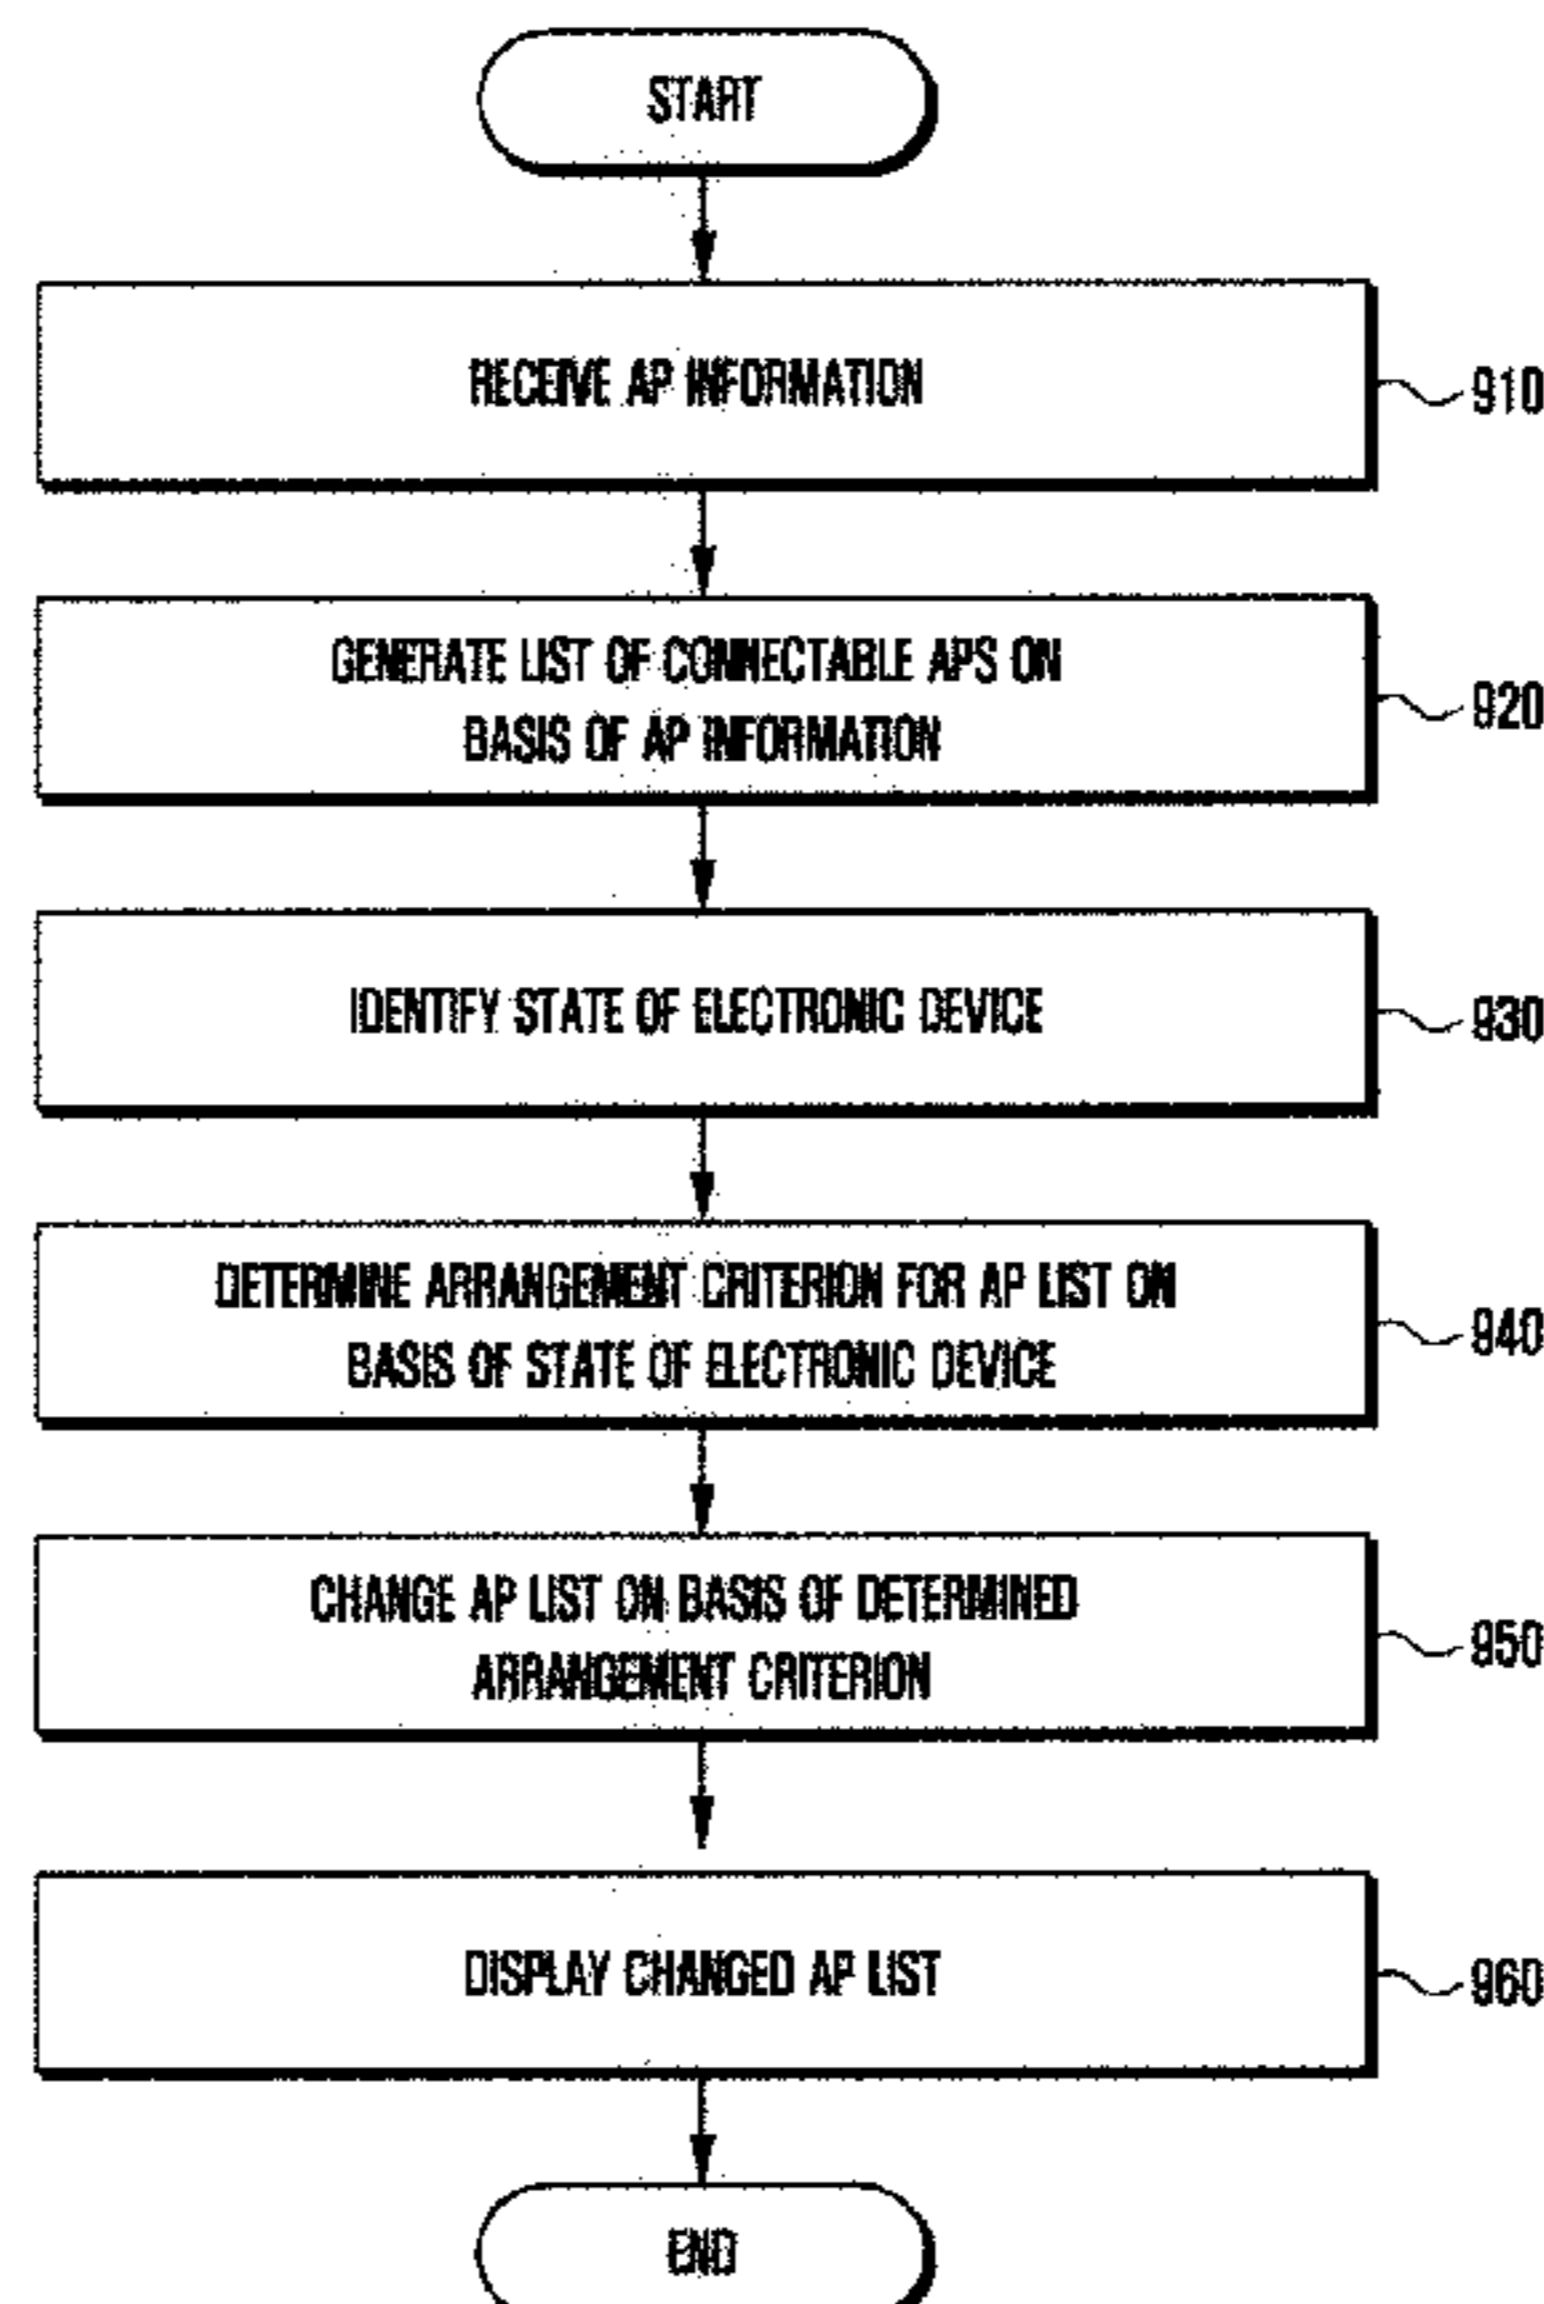 START
RECEIVE AP INFORMATION
910
GENERATE LIST OF CONNECTABLE APS ON
BASIS OF AP INFORMATION
920
IDENTIFY STATE OF ELECTRONIC DEVICE
930
DETERMINE ARRANGEMENT CRITERION FOR AP LIST ON
BASIS OF STATE OF ELECTRONIC DEVICE
940
CHANGE AP LIST ON BASIS OF DETERMINED
ARRANGEMENT CRITERION
950
DISPLAY CHANGED AP LIST
960
END